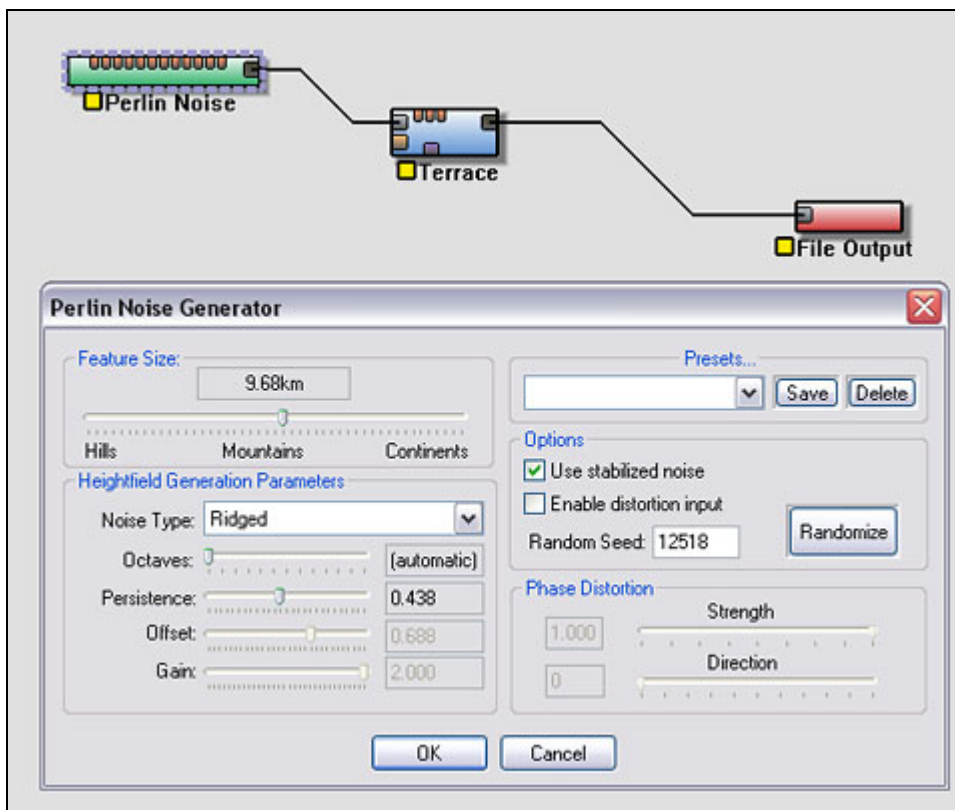 Perlin Noise
Terrace
File Output
Perlin Noise Generator
Feature Size:
9.68km
Hills Mountains Continents
Heightfield Generation Parameters
Noise Type: Ridged
Octaves: (automatic)
Persistence: 0.438
Offset: 0.688
Gain: 2.000
Presets...
Save Delete
Options
Use stabilized noise
Enable distortion input
Random Seed: 12518
Randomize
Phase Distortion
Strength
1.000
Direction
0
OK Cancel